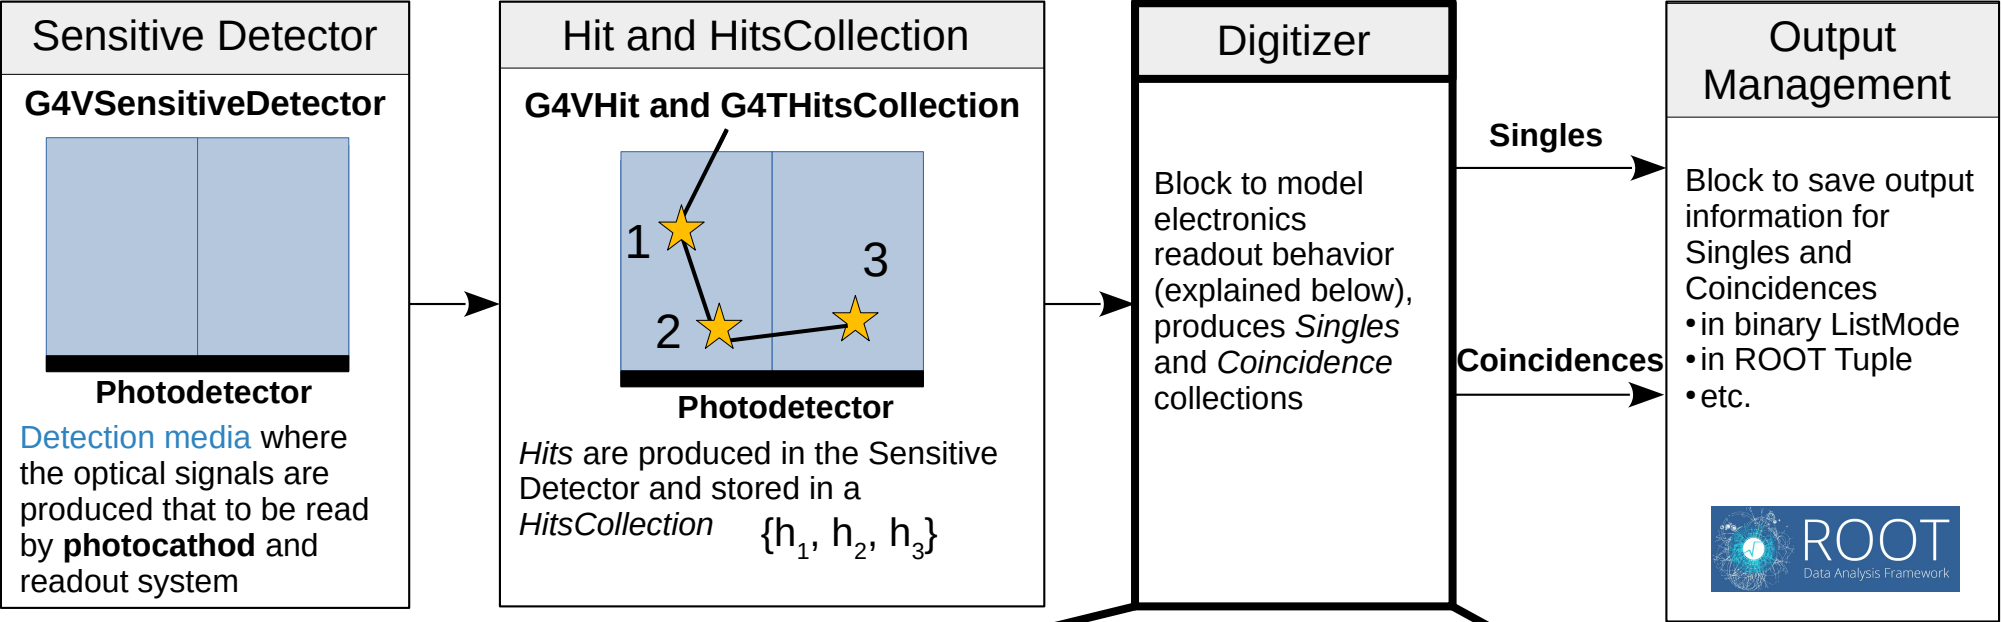 Sensitive Detector
G4VSensitiveDetector
Photodetector
Detection media where
the optical signals are
produced that to be read
by photocathod and
readout system
Hit and HitsCollection
G4VHit and G4THitsCollection
1
2
3
Photodetector
Hits are produced in the Sensitive
Detector and stored in a
HitsCollection {h1, h2, h3}
Digitizer
Block to model
electronics
readout behavior
(explained below),
produces Singles
and Coincidence
collections
Singles
Coincidences
Output
Management
Block to save output
information for
Singles and
Coincidences
•in binary ListMode
•in ROOT Tuple
•etc.
ROOT
Data Analysis Framework